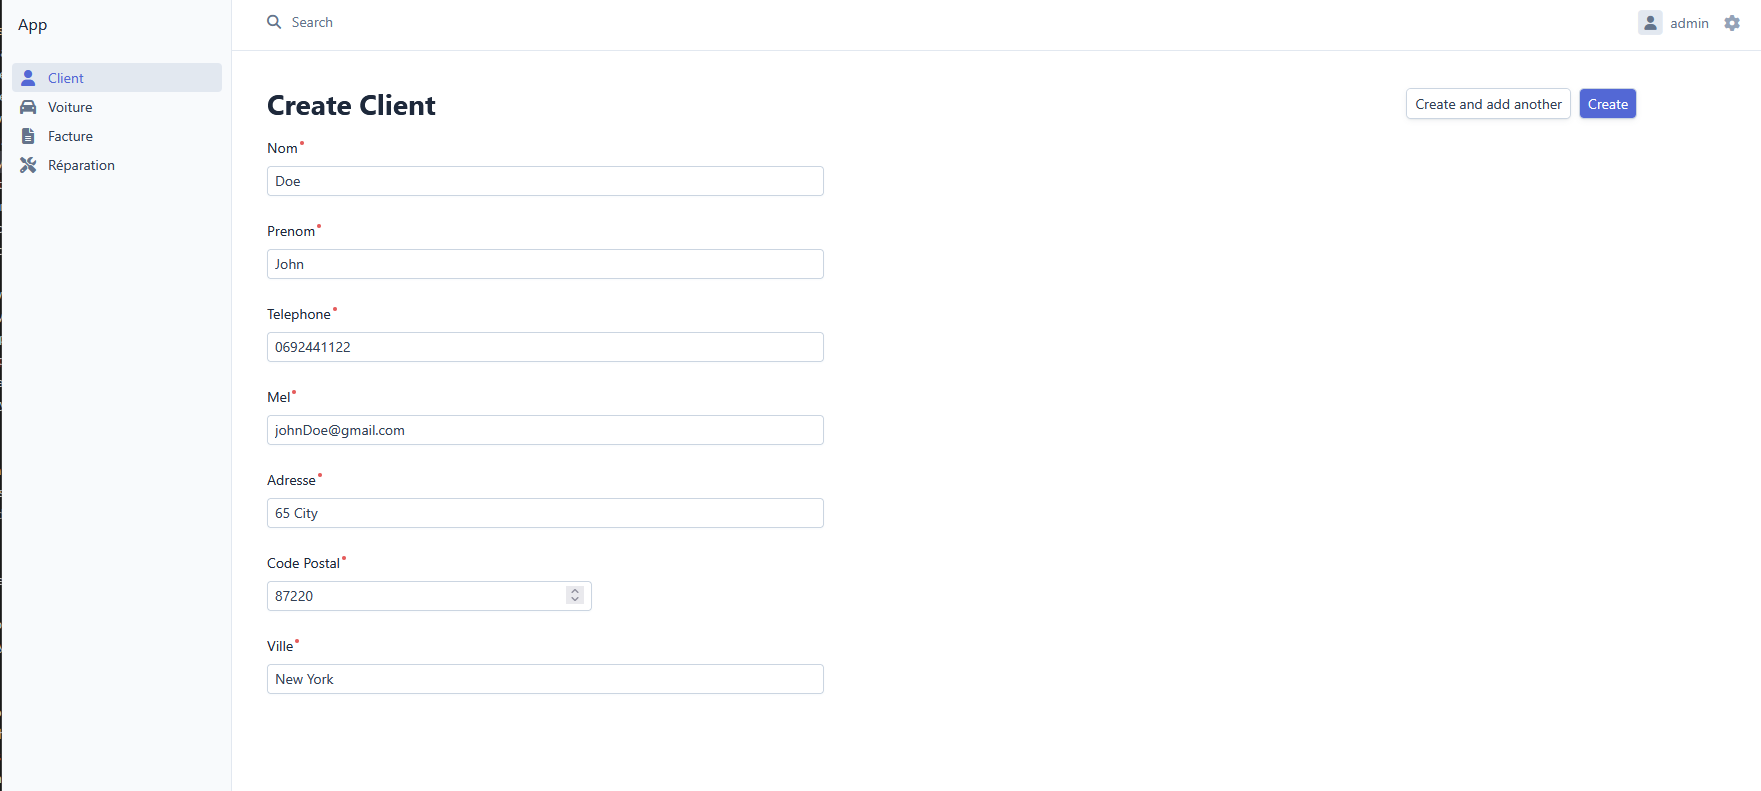 App
Search
admin
Client
Voiture
Facture
Réparation
Create Client
Create and add another
Create
Nom
Doe
Prenom
John
Telephone
0692441122
Mel
johnDoe@gmail.com
Adresse
65 City
Code Postal
87220
Ville
New York